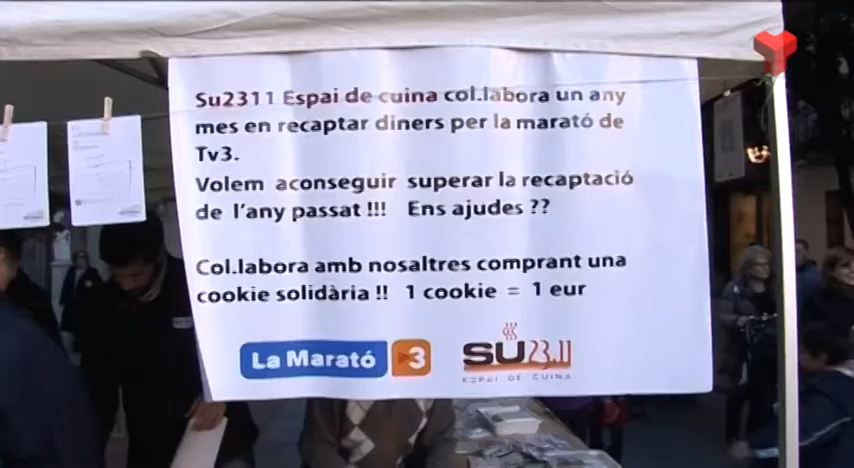 Su2311 Espai de cuina col.labora un any
mes en recaptar diners per la marató de
Tv3.
Volem aconseguir superar la recaptació
de l'any passat !!! Ens ajudes ??
Col.labora amb nosaltres comprant una
cookie solidària !! 1 cookie = 1 eur
La Marató 3
SU23.11
ESPAI DE CUINA